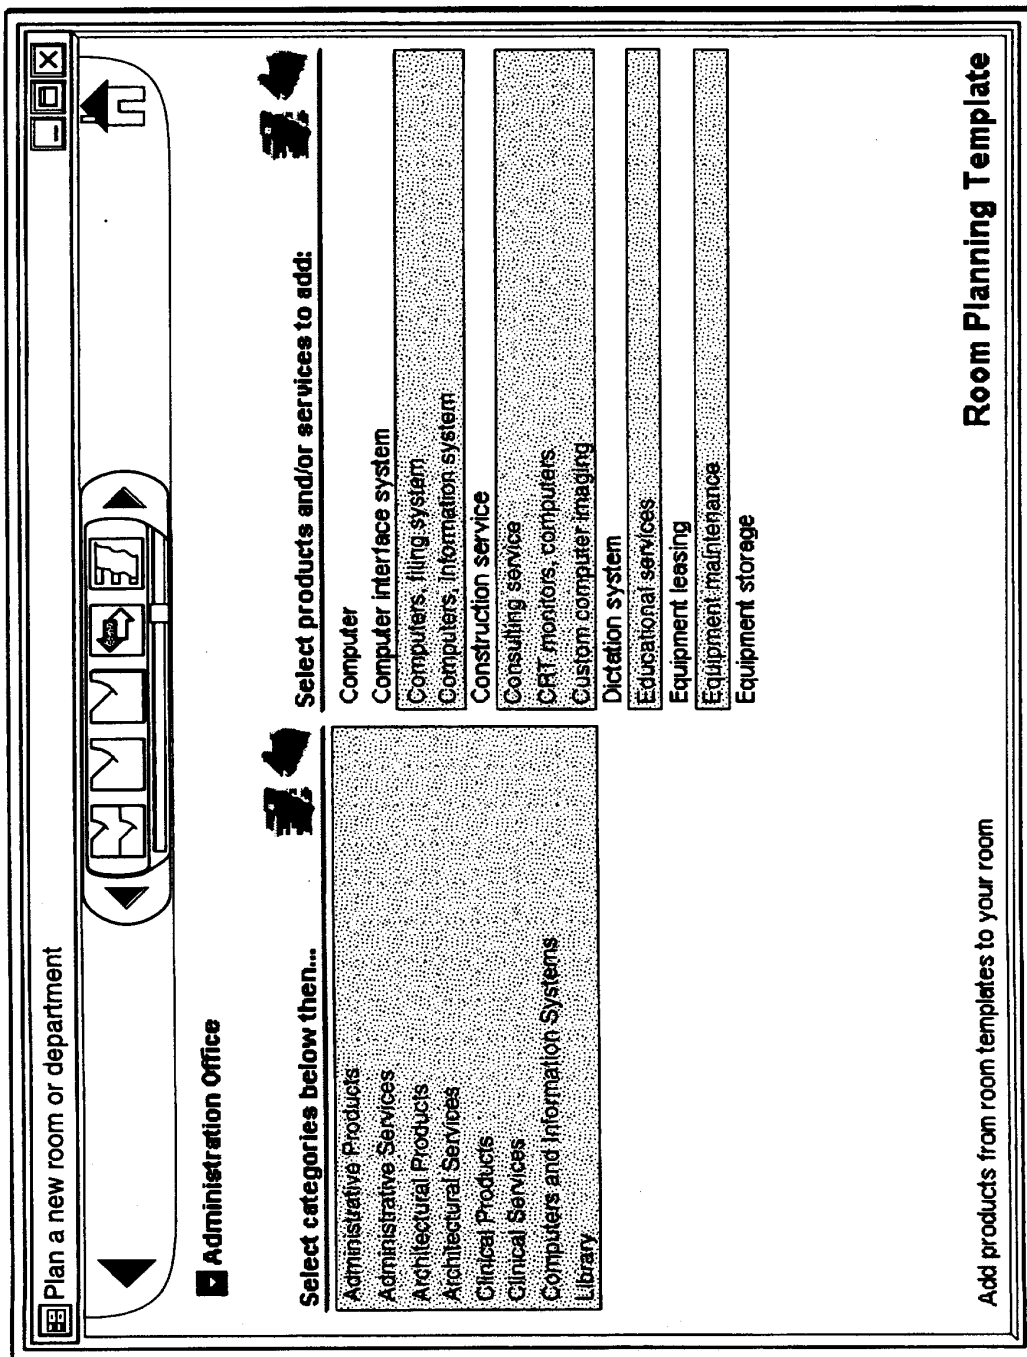 Plan a new room or department
Administration Office
Select categories below then...
Administrative Products
Administrative Services
Architectural Products
Architectural Services
Clinical Products
Clinical Services
Computers and Information Systems
Library
Select products and/or services to add:
Computer
Computer interface system
Computers, filing system
Computers, information system
Construction service
Consulting service
CRT monitors, computers
Custom computer imaging
Dictation system
Educational services
Equipment leasing
Equipment maintenance
Equipment storage
Add products from room templates to your room
Room Planning Template